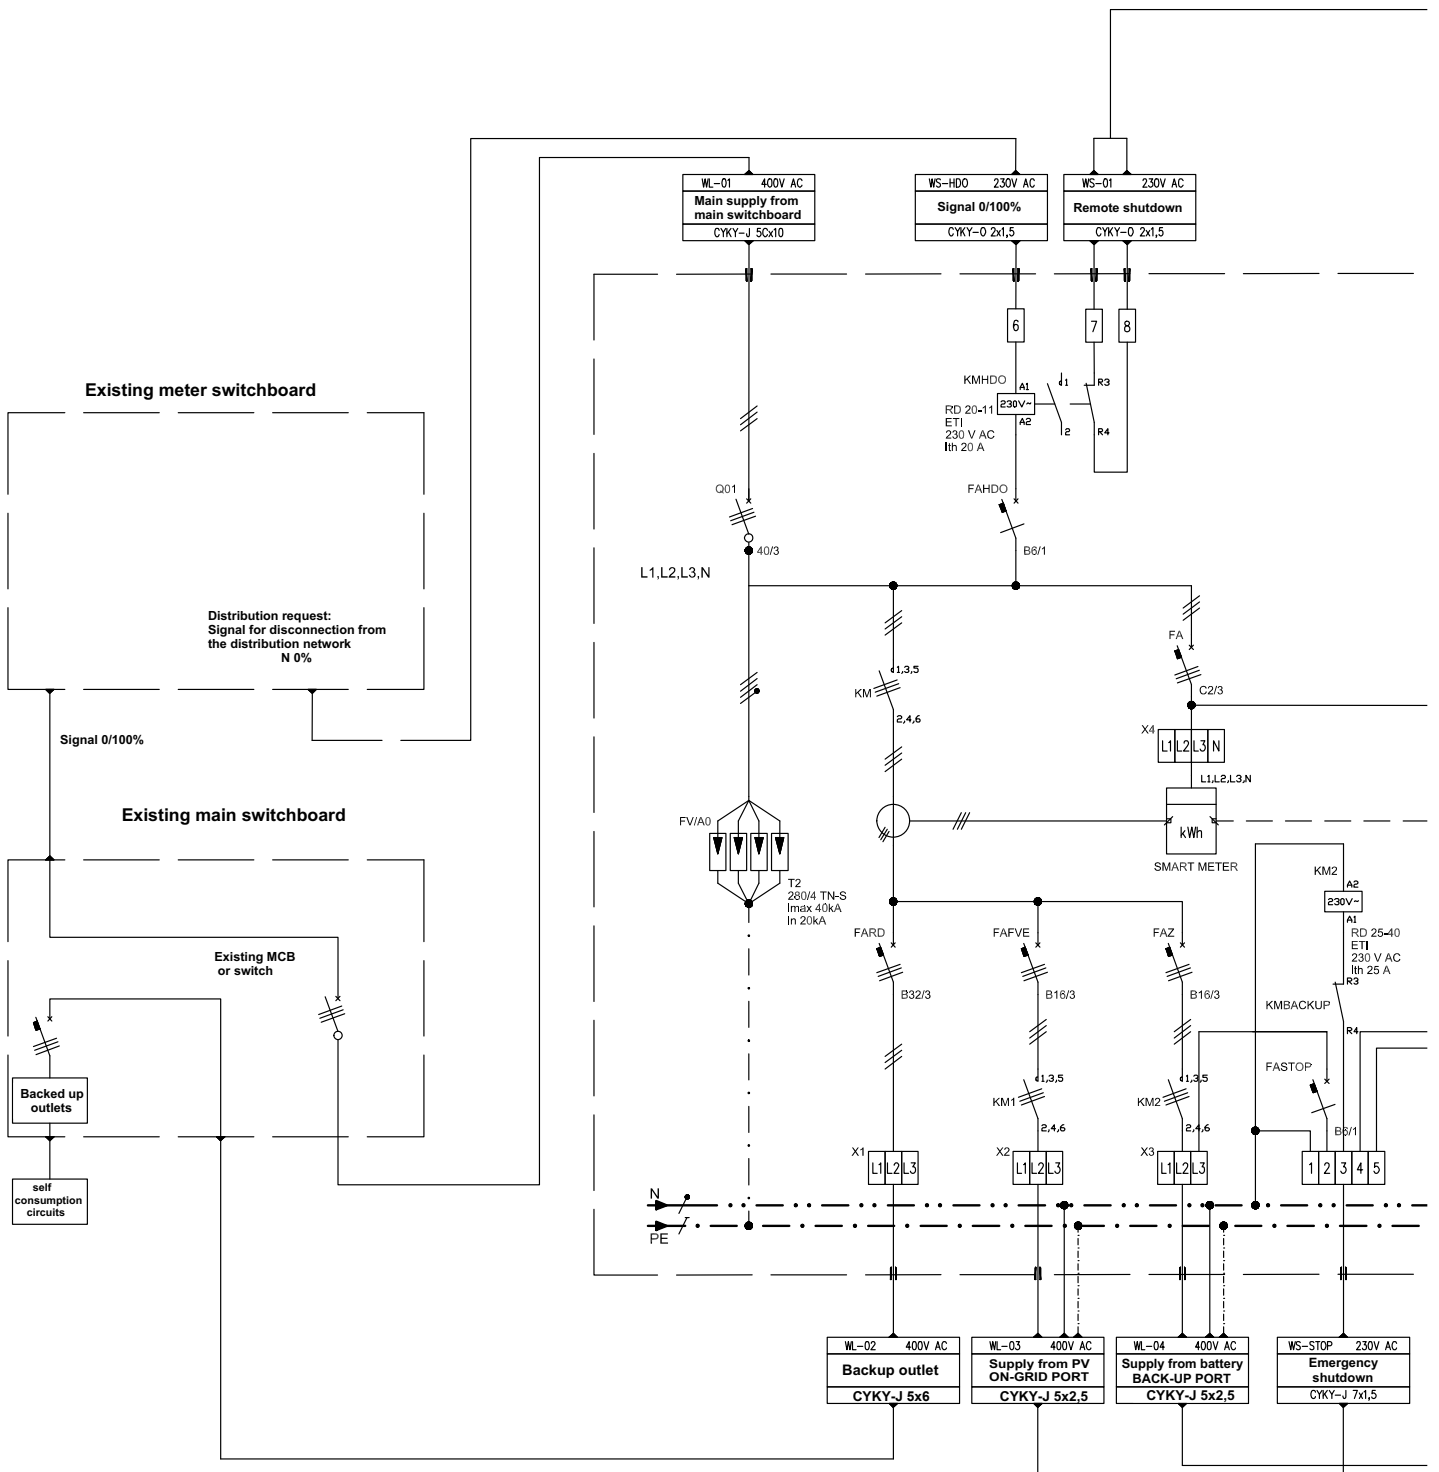 WL-01 400V AC
Main supply from
main switchboard
CYKY-J 5Cx10
WS-HDO 230V AC
Signal 0/100%
CYKY-O 2x1,5
WS-01 230V AC
Remote shutdown
CYKY-O 2x1,5
6
7
8
Existing meter switchboard
KMHDO
A1
230V~
A2
1
2
R3
R4
RD 20-11
ETI
230 V AC
Ith 20 A
Q01
40/3
FAHDO
B6/1
L1,L2,L3,N
Distribution request:
Signal for disconnection from
the distribution network
N 0%
FA
C2/3
KM
1,3,5
2,4,6
Signal 0/100%
X4
L1 L2 L3 N
L1,L2,L3,N
kWh
SMART METER
Existing main switchboard
FV/A0
T2
280/4 TN-S
Imax 40kA
In 20kA
KM2
A2
230V~
A1
RD 25-40
ETI
230 V AC
Ith 25 A
R3
KMBACKUP
R4
FARD
B32/3
FAFVE
B16/3
FAZ
B16/3
Existing MCB
or switch
FASTOP
B6/1
KM1
1,3,5
2,4,6
KM2
1,3,5
2,4,6
Backed up
outlets
X1
L1 L2 L3
X2
L1 L2 L3
X3
L1 L2 L3
1 2 3 4 5
self
consumption
circuits
N
PE
WL-02 400V AC
Backup outlet
CYKY-J 5x6
WL-03 400V AC
Supply from PV
ON-GRID PORT
CYKY-J 5x2,5
WL-04 400V AC
Supply from battery
BACK-UP PORT
CYKY-J 5x2,5
WS-STOP 230V AC
Emergency
shutdown
CYKY-J 7x1,5